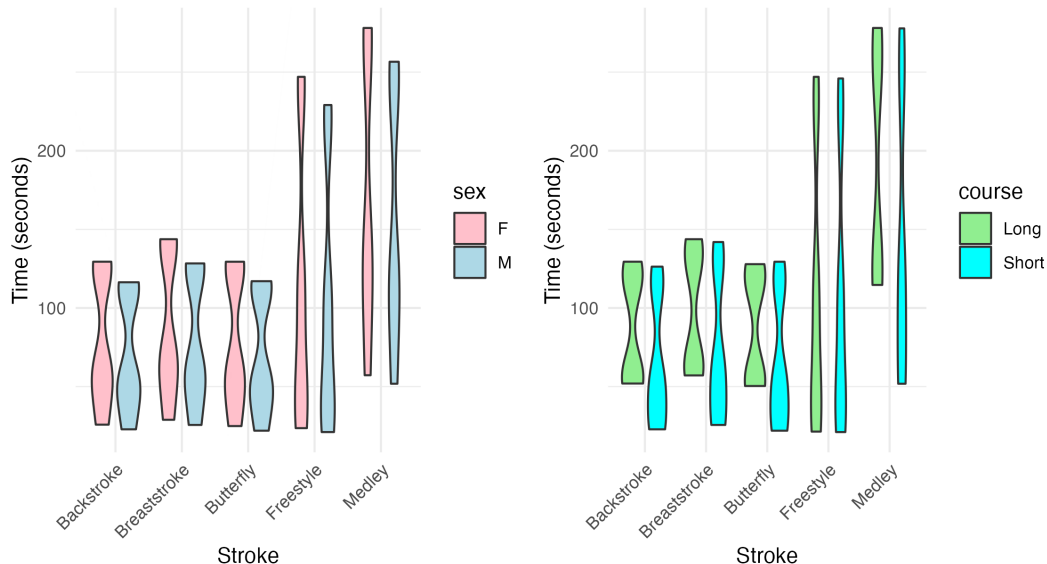 Time (seconds)
200
100
Backstroke
Breaststroke
Butterfly
Freestyle
Medley
Stroke
sex
F
M
Time (seconds)
200
100
Backstroke
Breaststroke
Butterfly
Freestyle
Medley
Stroke
course
Long
Short